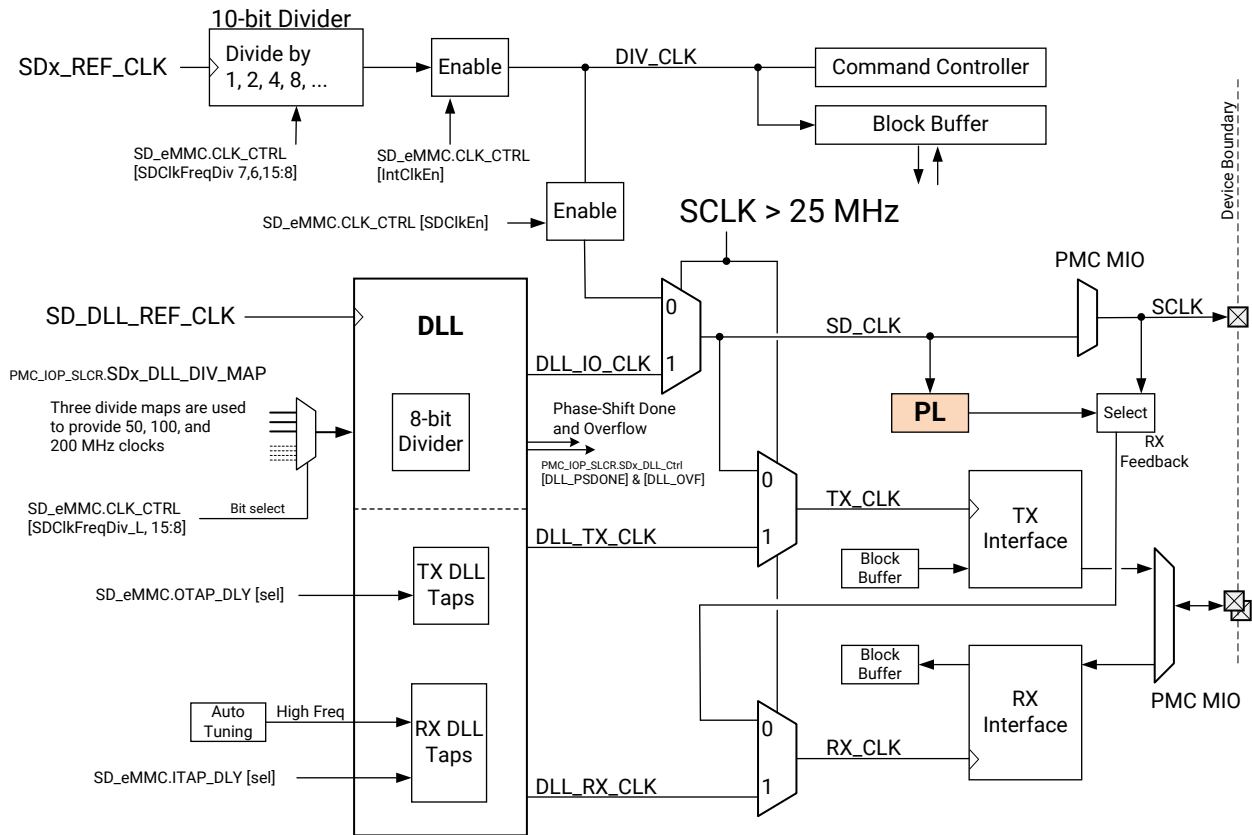 10-bit Divider
SDx_REF_CLK
Divide by
1, 2, 4, 8, ...
Enable
DIV_CLK
Command Controller
Block Buffer
SD_eMMC.CLK_CTRL
[SDClkFreqDiv 7,6,15:8]
SD_eMMC.CLK_CTRL
[IntClkEn]
Device Boundary
SD_eMMC.CLK_CTRL [SDClkEn]
Enable
SCLK > 25 MHz
PMC MIO
SD_DLL_REF_CLK
DLL
0
1
SD_CLK
SCLK
DLL_IO_CLK
PMC_IOP_SLCR.SDx_DLL_DIV_MAP
Three divide maps are used
to provide 50, 100, and
200 MHz clocks
8-bit
Divider
Phase-Shift Done
and Overflow
PMC_IOP_SLCR.SDx_DLL_Ctrl
[DLL_PSDONE] & [DLL_OVF]
PL
Select
RX
Feedback
SD_eMMC.CLK_CTRL
[SDClkFreqDiv_L, 15:8]
Bit select
0
1
TX_CLK
TX
Interface
DLL_TX_CLK
Block
Buffer
TX DLL
Taps
SD_eMMC.OTAP_DLY [sel]
Block
Buffer
RX
Interface
PMC MIO
Auto
Tuning
High Freq
RX DLL
Taps
0
1
RX_CLK
SD_eMMC.ITAP_DLY [sel]
DLL_RX_CLK